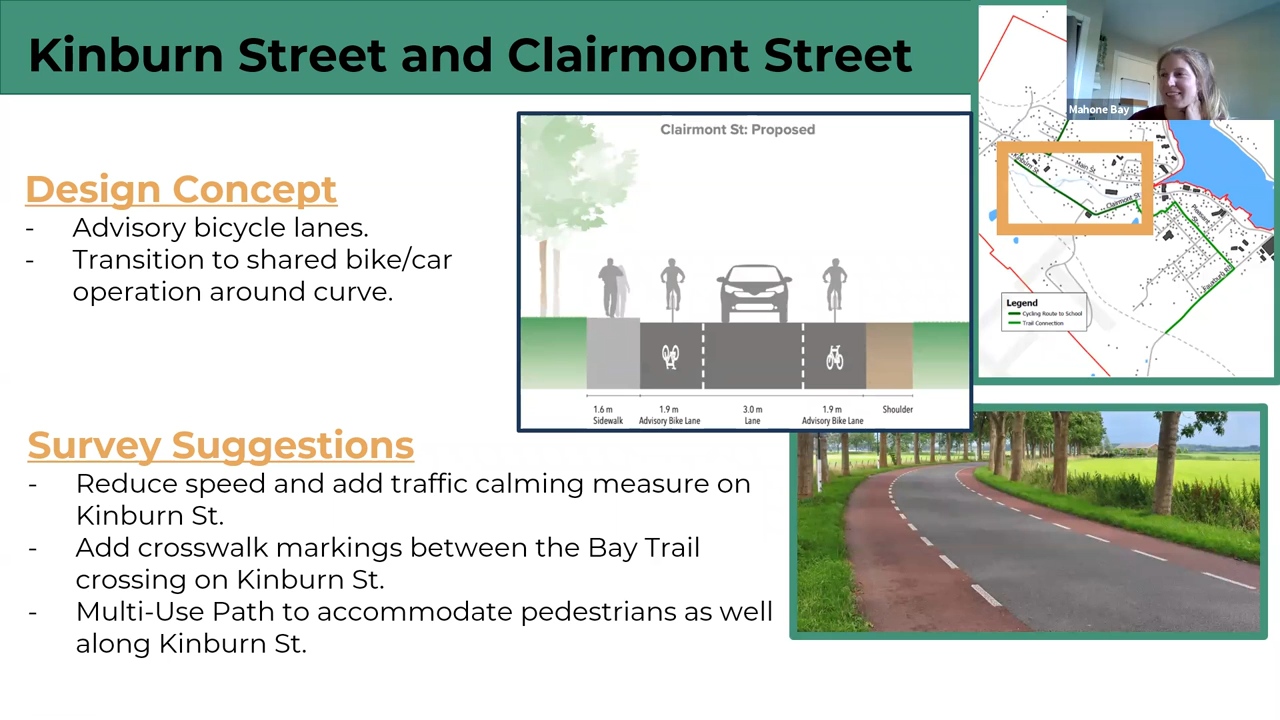 Kinburn Street and Clairmont Street
Mahone Bay
Design Concept
- Advisory bicycle lanes.
- Transition to shared bike/car
operation around curve.
Clairmont St: Proposed
1.6 m
Sidewalk
1.9 m
Advisory Bike Lane
3.0 m
Lane
1.9 m
Advisory Bike Lane
Shoulder
Main St
Clairmont St
Legend
Cycling Route to School
Trail Connection
Survey Suggestions
- Reduce speed and add traffic calming measure on
Kinburn St.
- Add crosswalk markings between the Bay Trail
crossing on Kinburn St.
- Multi-Use Path to accommodate pedestrians as well
along Kinburn St.